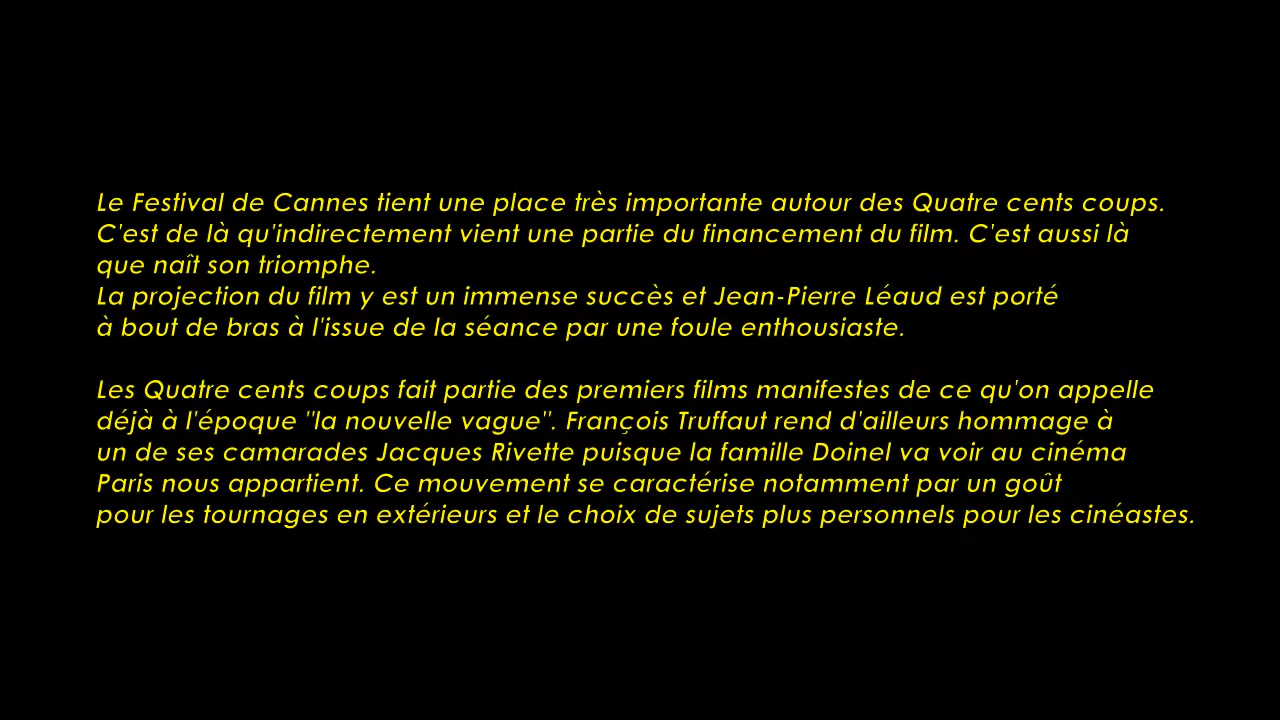 Le Festival de Cannes tient une place très importante autour des Quatre cents coups.
C'est de là qu'indirectement vient une partie du financement du film. C'est aussi là
que naît son triomphe.
La projection du film y est un immense succès et Jean-Pierre Léaud est porté
à bout de bras à l'issue de la séance par une foule enthousiaste.
Les Quatre cents coups fait partie des premiers films manifestes de ce qu'on appelle
déjà à l'époque "la nouvelle vague". François Truffaut rend d'ailleurs hommage à
un de ses camarades Jacques Rivette puisque la famille Doinel va voir au cinéma
Paris nous appartient. Ce mouvement se caractérise notamment par un goût
pour les tournages en extérieurs et le choix de sujets plus personnels pour les cinéastes.